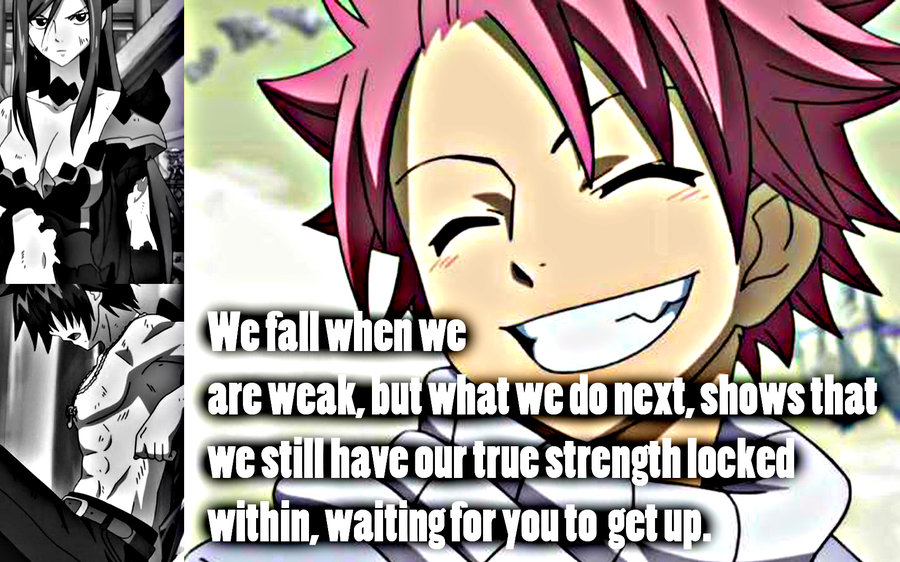 We fall when we
are weak, but what we do next, shows that
we still have our true strength locked
within, waiting for you to get up.